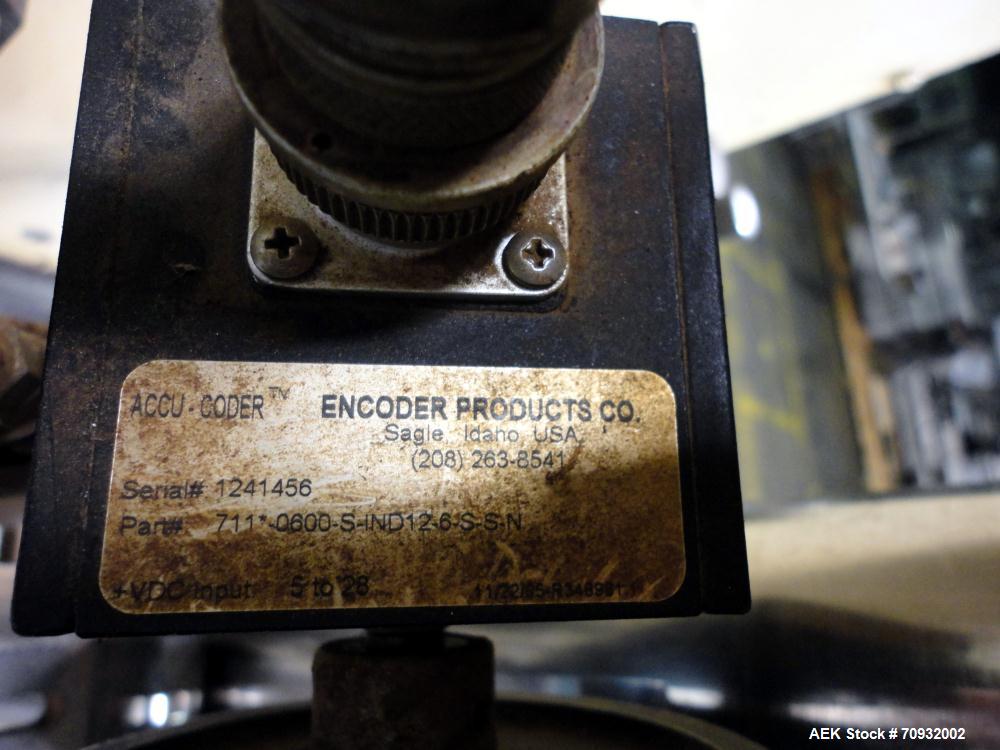 ACCU-CODER™ ENCODER PRODUCTS CO.
Sagle, Idaho USA
(208) 263-8541
Serial# 1241456
Part# 711*-0600-S-IND12-6-S-S-N
+VDC Input 5 to 28
AEK Stock # 70932002